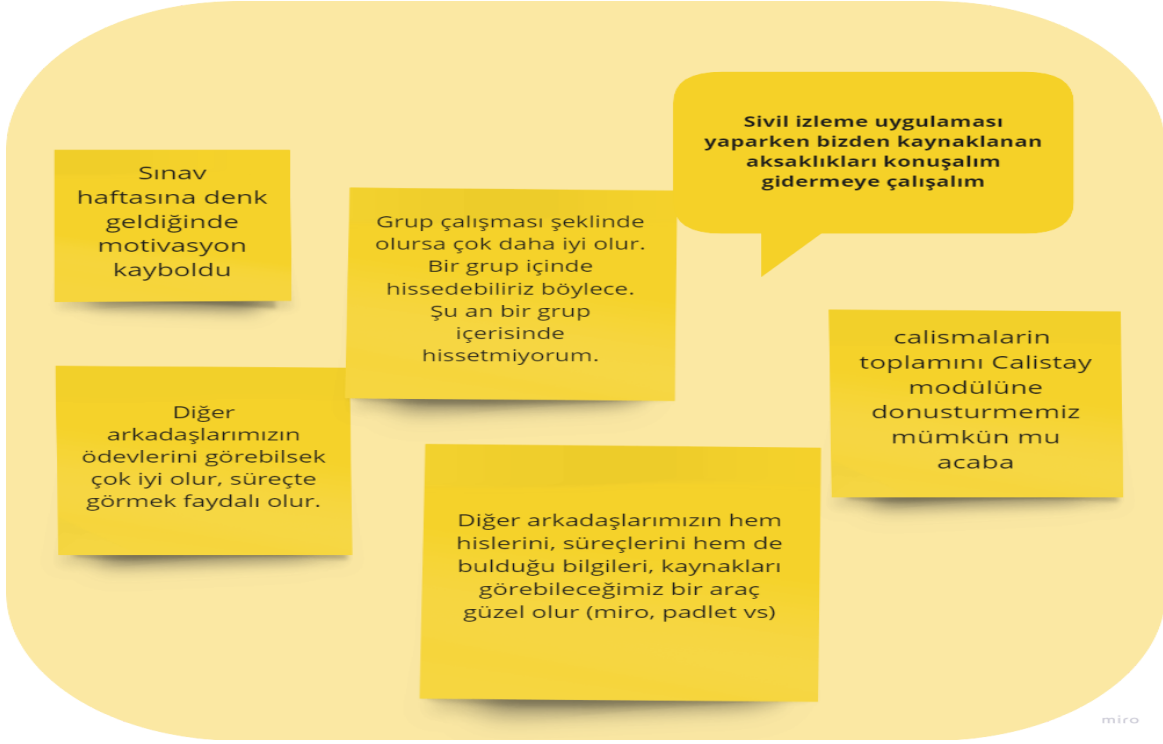 Sivil izleme uygulaması
yaparken bizden kaynaklanan
aksaklıkları konuşalım
gidermeye çalışalım
Sınav
haftasına denk
geldiğinde
motivasyon
kayboldu
Grup çalışması şeklinde
olursa çok daha iyi olur.
Bir grup içinde
hissedebiliriz böylece.
Şu an bir grup
içerisinde
hissetmiyorum.
calismalarin
toplamını Calistay
modülüne
donusturmemiz
mümkün mu
acaba
Diğer
arkadaşlarımızın
ödevlerini görebilsek
çok iyi olur, süreçte
görmek faydalı olur.
Diğer arkadaşlarımızın hem
hislerini, süreçlerini hem de
bulduğu bilgileri, kaynakları
görebileceğimiz bir araç
güzel olur (miro, padlet vs)
miro